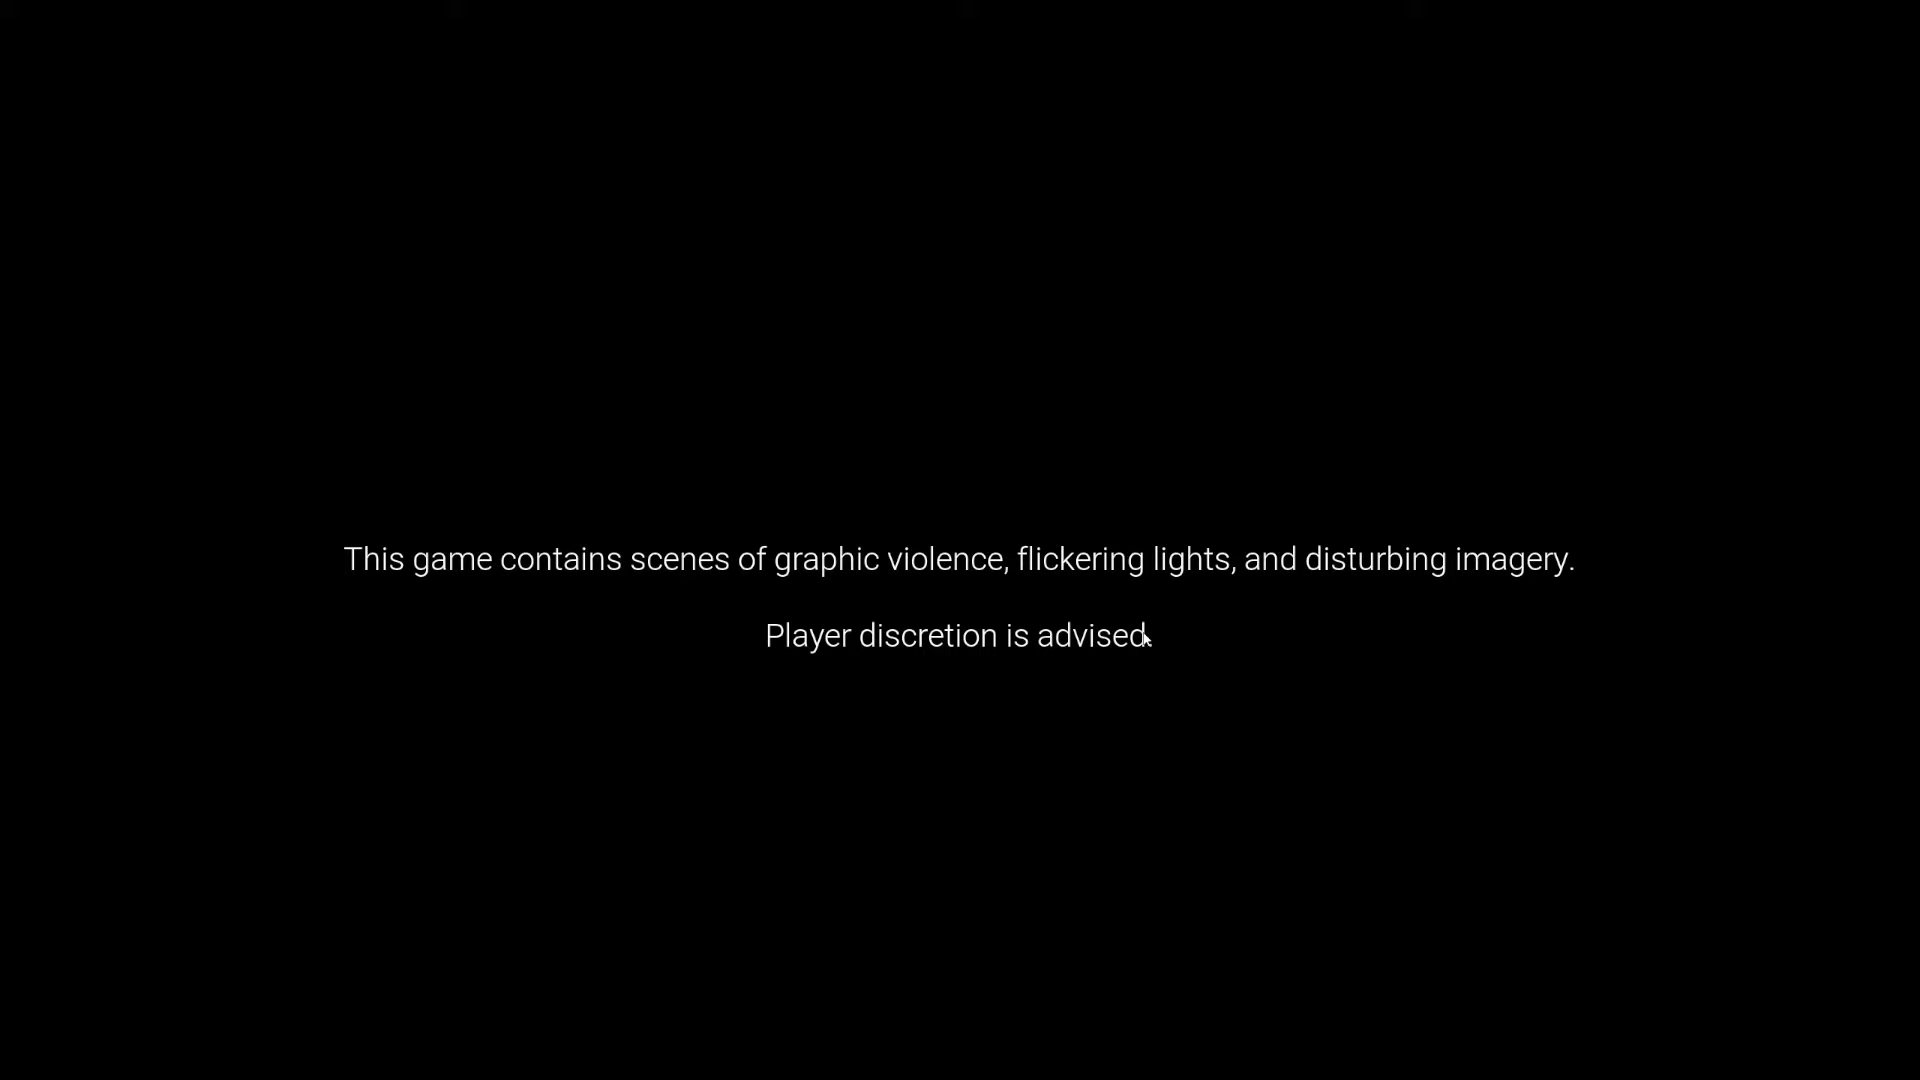 This game contains scenes of graphic violence, flickering lights, and disturbing imagery.
Player discretion is advised.